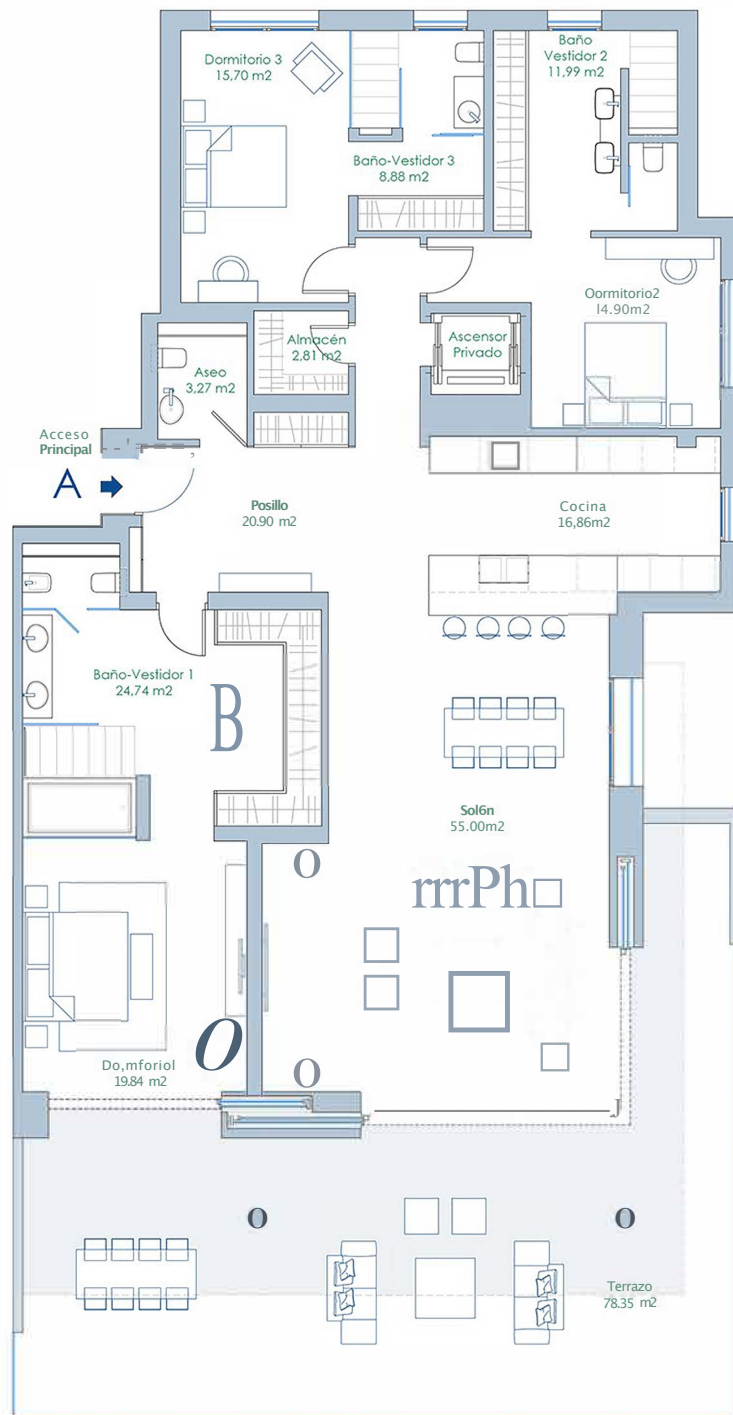 Dormitorio 3
15,70 m2
Baño
Vestidor 2
11,99 m2
Baño-Vestidor 3
8,88 m2
Oormitorio2
l4.90m2
Almacén
2,81 m2
Ascensor
Privado
Aseo
3,27 m2
Acceso
Principal
A
Posillo
20.90 m2
Cocina
16,86m2
Baño-Vestidor 1
24,74 m2
B
Sol6n
55.00m2
o
rrrPh
O
o
Do,mforiol
19.84 m2
o
o
Terrazo
78.35 m2